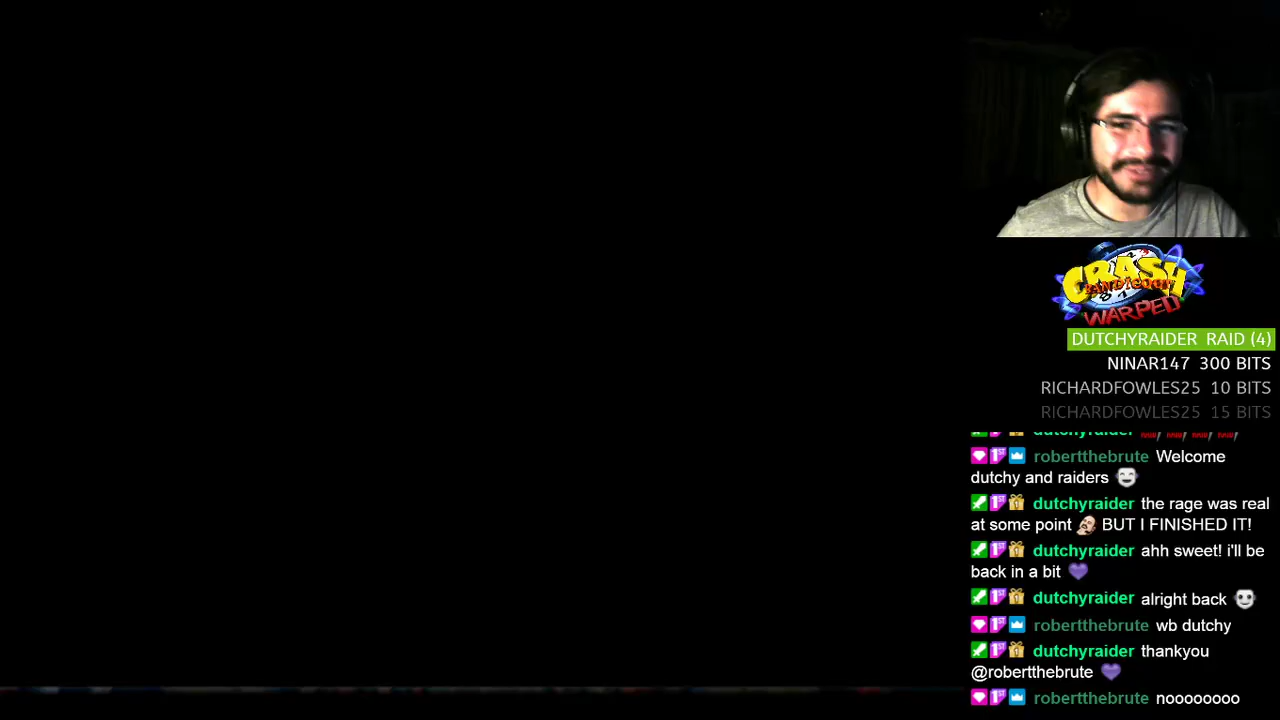 CRASH
BANDICOOT
WARPED
DUTCHYRAIDER RAID (4)
NINAR147 300 BITS
RICHARDFOWLES25 10 BITS
RICHARDFOWLES25 15 BITS
dutchyraider
robertthebrute Welcome
dutchy and raiders
dutchyraider the rage was real
at some point BUT I FINISHED IT!
dutchyraider ahh sweet! i'll be
back in a bit
dutchyraider alright back
robertthebrute wb dutchy
dutchyraider thankyou
@robertthebrute
robertthebrute noooooooo